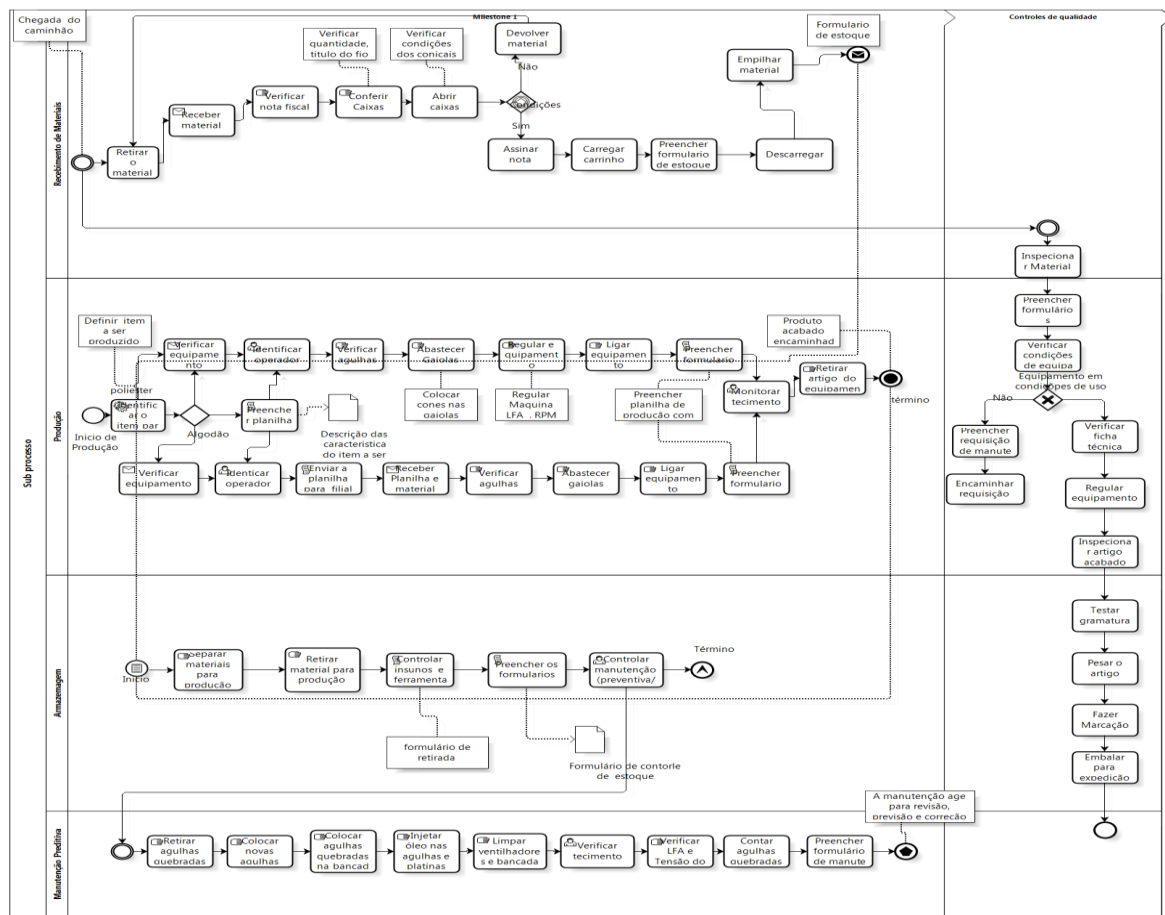 Chegada do
caminhão
Milestone 1
Controles de qualidade
Formulario
de estoque
Verificar
quantidade,
titulo do fio
Verificar
condições
dos conicais
Devolver
material
Empilhar
material
Não
Recebimento de Materiais
Retirar
o
material
Receber
material
Verificar
nota fiscal
Conferir
Caixas
Abrir
caixas
Condições
Sim
Assinar
nota
Carregar
carrinho
Preencher
formulario
de estoque
Descarregar
Inspeciona
r Material
Preencher
formulário
s
Verificar
condições
de equipa
Equipamento em
condições de uso
Não
Preencher
requisição
de manute
Encaminhar
requisição
Verificar
ficha
técnica
Regular
equipamento
Inspeciona
r artigo
acabado
Testar
gramatura
Pesar o
artigo
Fazer
Marcação
Embalar
para
expedição
Sub processo
Produção
Definir item
a ser
produzido
Produto
acabado
encaminhad
Verificar
equipame
nto
Identificar
operador
Verificar
agulhas
Abastecer
Gaiolas
Regular e
quipament
o
Ligar
equipamen
to
Preencher
formulario
poliester
Inicio de
Produção
Identific
ar o
item par
Algodão
Preenche
r planilha
Descrição das
caracteristica
do item a ser
Colocar
cones nas
gaiolas
Regular
Maquina
LFA , RPM
Preencher
planilha de
produção com
Monitorar
tecimento
Retirar
artigo do
equipamen
término
Verificar
equipamento
Identicar
operador
Enviar a
planilha
para filial
Receber
Planilha e
material
Verificar
agulhas
Abastecer
gaiolas
Ligar
equipamen
to
Preencher
formulario
Armazemagem
Inicio
Separar
materiais
para
produção
Retirar
material para
produção
Controlar
insunos e
ferramenta
Preencher os
formularios
Controlar
manutenção
(preventiva/
Término
formulário de
retirada
Formulário de contorle
de estoque
Manutenção Preditiva
A manutenção age
para revisão,
previsão e correção
Retirar
agulhas
quebradas
Colocar
novas
agulhas
Colocar
agulhas
quebradas
na bancad
Injetar
óleo nas
agulhas e
platinas
Limpar
ventilhadore
s e bancada
Verificar
tecimento
Verificar
LFA e
Tensão do
Contar
agulhas
quebradas
Preencher
formulário
de manute